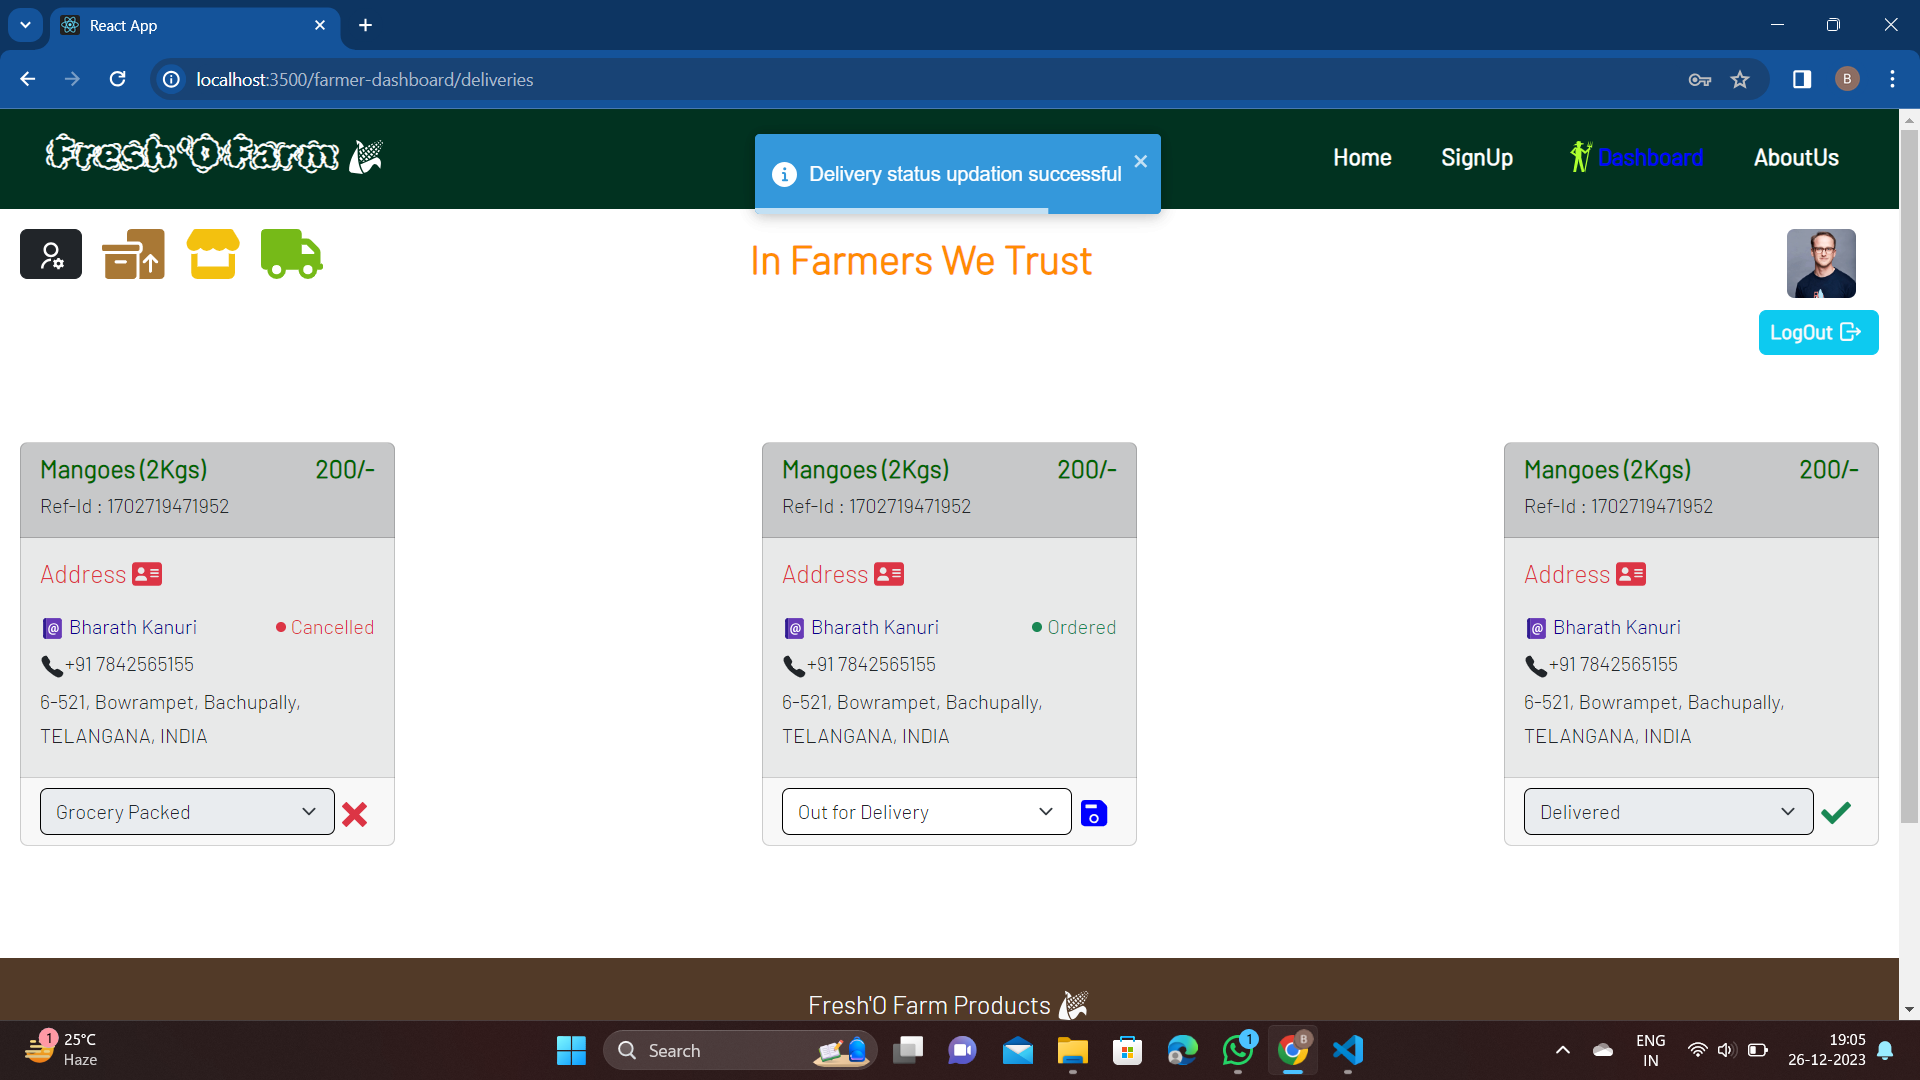 React App
localhost:3500/farmer-dashboard/deliveries
B
Fresh'O Farm
Delivery status updation successful
Home
SignUp
Dashboard
AboutUs
In Farmers We Trust
LogOut
Mangoes (2Kgs) 200/-
Ref-Id : 1702719471952
Address
Bharath Kanuri
Cancelled
+91 7842565155
6-521, Bowrampet, Bachupally,
TELANGANA, INDIA
Grocery Packed
Mangoes (2Kgs) 200/-
Ref-Id : 1702719471952
Address
Bharath Kanuri
Ordered
+91 7842565155
6-521, Bowrampet, Bachupally,
TELANGANA, INDIA
Out for Delivery
Mangoes (2Kgs) 200/-
Ref-Id : 1702719471952
Address
Bharath Kanuri
+91 7842565155
6-521, Bowrampet, Bachupally,
TELANGANA, INDIA
Delivered
Fresh'O Farm Products
1
25°C
Haze
Search
1
B
ENG
IN
19:05
26-12-2023